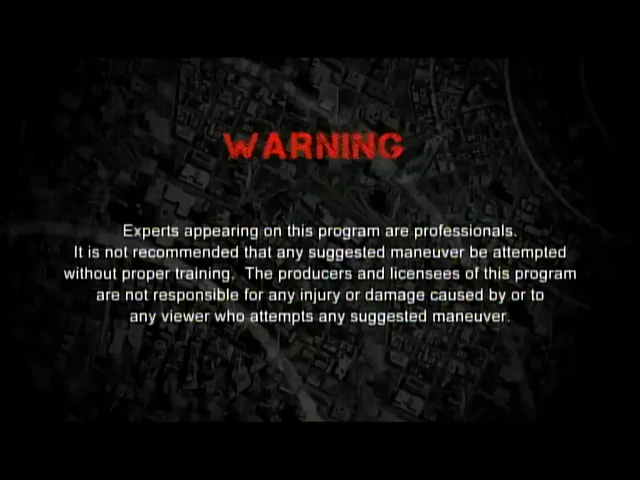 WARNING
Experts appearing on this program are professionals.
It is not recommended that any suggested maneuver be attempted
without proper training. The producers and licensees of this program
are not responsible for any injury or damage caused by or to
any viewer who attempts any suggested maneuver.